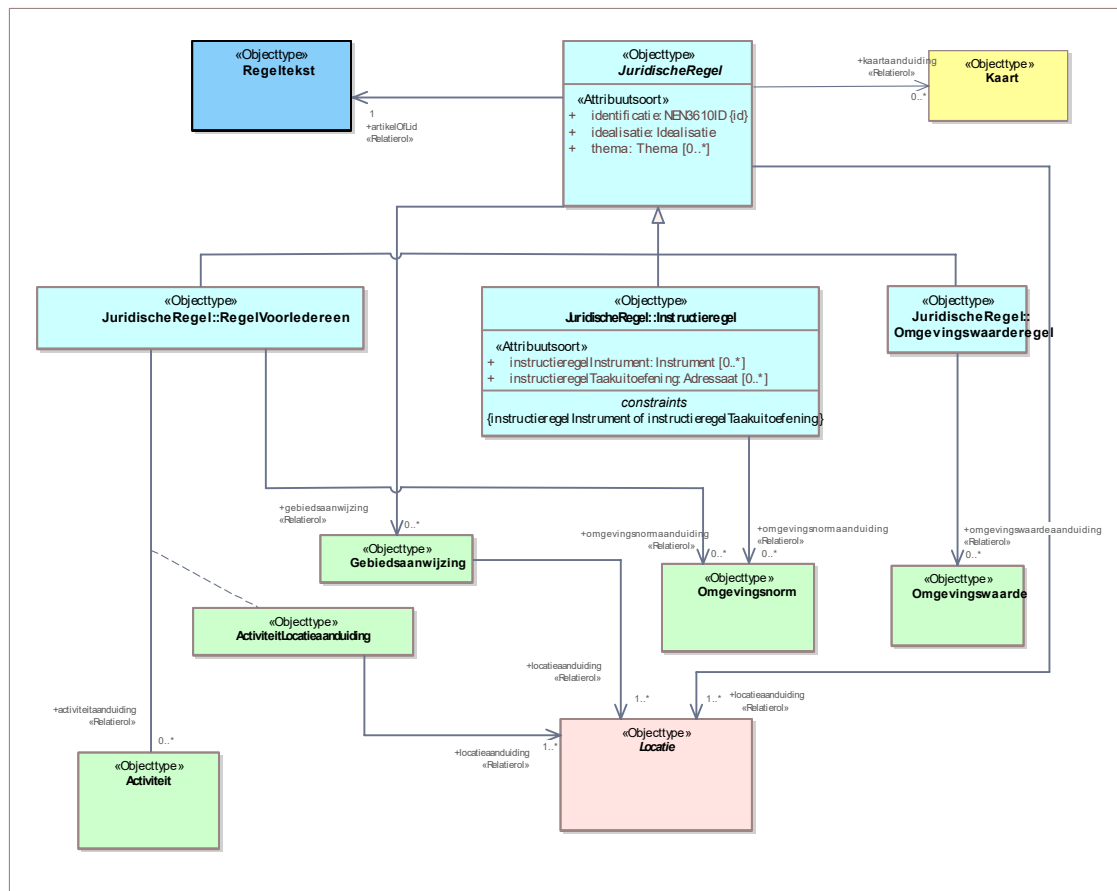 «Objecttype»
Regeltekst
«Objecttype»
JuridischeRegel
«Attribuutsoort»
+ identificatie: NEN3610ID {id}
+ idealisatie: Idealisatie
+ thema: Thema [0..*]
+kaartaanduiding
«Relatierol»
0..*
«Objecttype»
Kaart
1
+artikelOfLid
«Relatierol»
«Objecttype»
JuridischeRegel::RegelVoorIedereen
«Objecttype»
JuridischeRegel::Instructieregel
«Attribuutsoort»
+ instructieregelInstrument: Instrument [0..*]
+ instructieregelTaakuitoefening: Adressaat [0..*]
constraints
{instructieregelInstrument of instructieregelTaakuitoefening}
«Objecttype»
JuridischeRegel::
Omgevingswaarderegel
+gebiedsaanwijzing
«Relatierol»
0..*
+omgevingsnormaanduiding
«Relatierol»
0..*
+omgevingsnormaanduiding
«Relatierol»
0..*
+omgevingswaardeaanduiding
«Relatierol»
0..*
«Objecttype»
Gebiedsaanwijzing
«Objecttype»
Omgevingsnorm
«Objecttype»
Omgevingswaarde
«Objecttype»
ActiviteitLocatieaanduiding
+locatieaanduiding
«Relatierol»
1..*
1..*
+locatieaanduiding
«Relatierol»
+activiteitaanduiding
«Relatierol»
0..*
+locatieaanduiding
«Relatierol»
1..*
«Objecttype»
Locatie
«Objecttype»
Activiteit